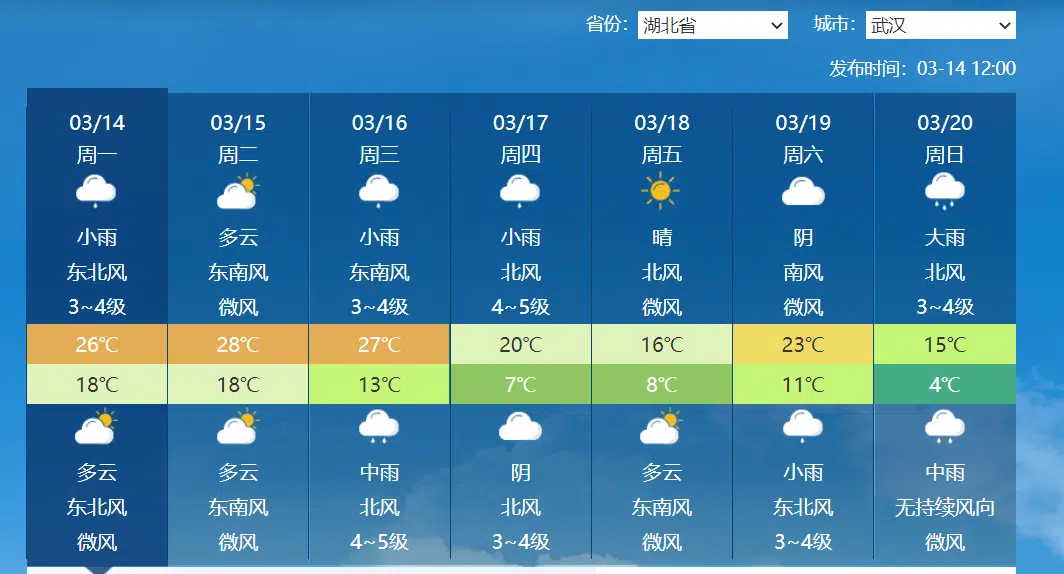 省份: 湖北省 城市: 武汉
发布时间: 03-14 12:00
03/14 03/15 03/16 03/17 03/18 03/19 03/20
周一 周二 周三 周四 周五 周六 周日
小雨 多云 小雨 小雨 晴 阴 大雨
东北风 东南风 东南风 北风 北风 南风 北风
3~4级 微风 3~4级 4~5级 微风 微风 3~4级
26℃ 28℃ 27℃ 20℃ 16℃ 23℃ 15℃
18℃ 18℃ 13℃ 7℃ 8℃ 11℃ 4℃
多云 多云 中雨 阴 多云 小雨 中雨
东北风 东南风 北风 北风 东南风 东北风 无持续风向
微风 微风 4~5级 3~4级 微风 3~4级 微风